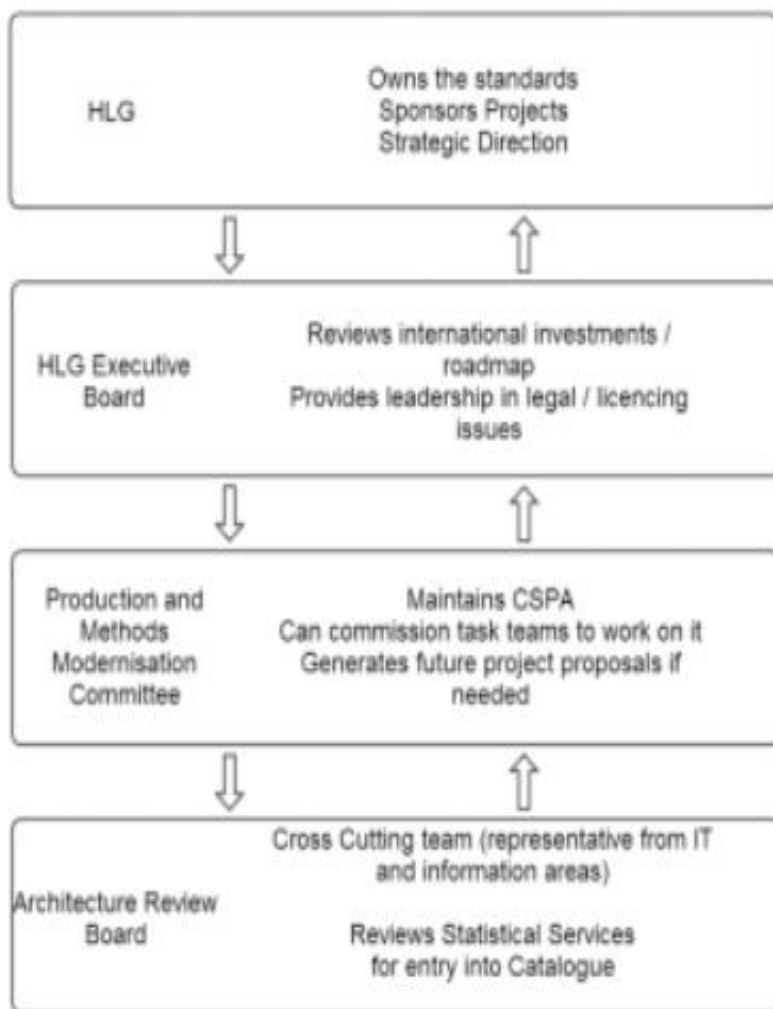 HLG
Owns the standards
Sponsors Projects
Strategic Direction
HLG Executive
Board
Reviews international investments /
roadmap
Provides leadership in legal / licencing
issues
Production and
Methods
Modernisation
Committee
Maintains CSPA
Can commission task teams to work on it
Generates future project proposals if
needed
Architecture Review
Board
Cross Cutting team (representative from IT
and information areas)
Reviews Statistical Services
for entry into Catalogue